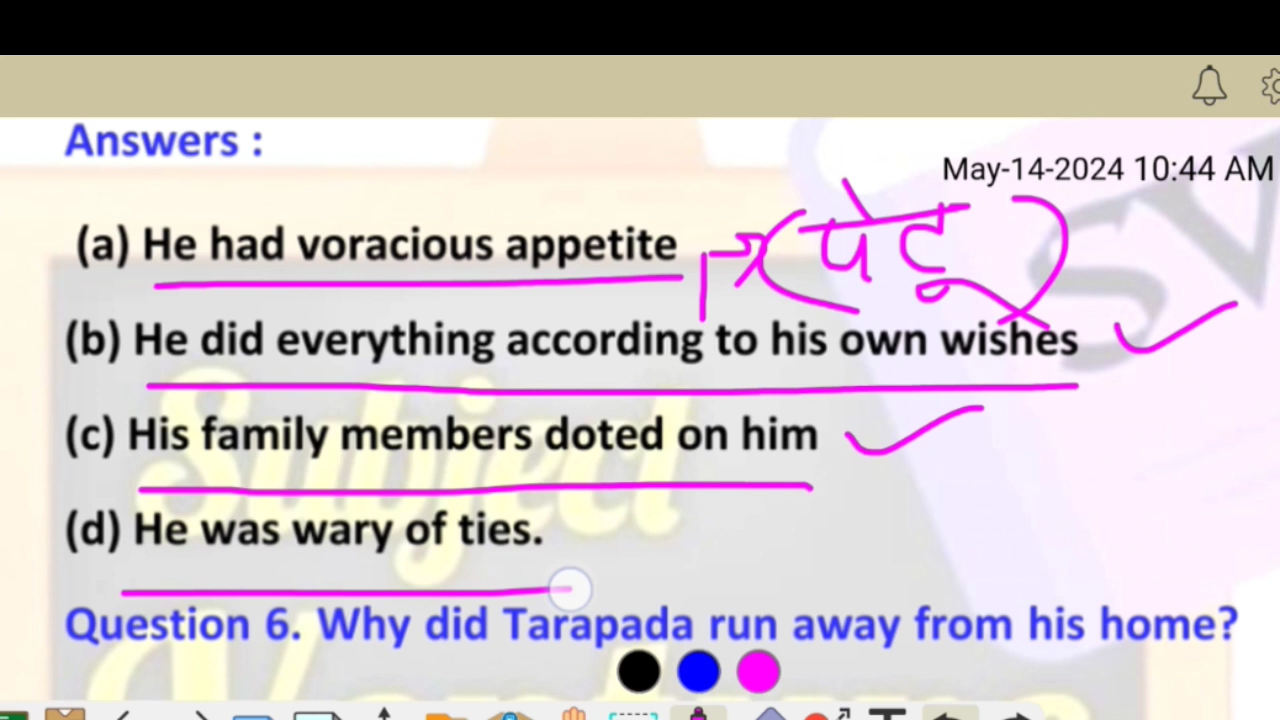 Answers :
May-14-2024 10:44 AM
(a) He had voracious appetite
(पेटू)
(b) He did everything according to his own wishes
(c) His family members doted on him
(d) He was wary of ties.
Question 6. Why did Tarapada run away from his home?
Subject
SV